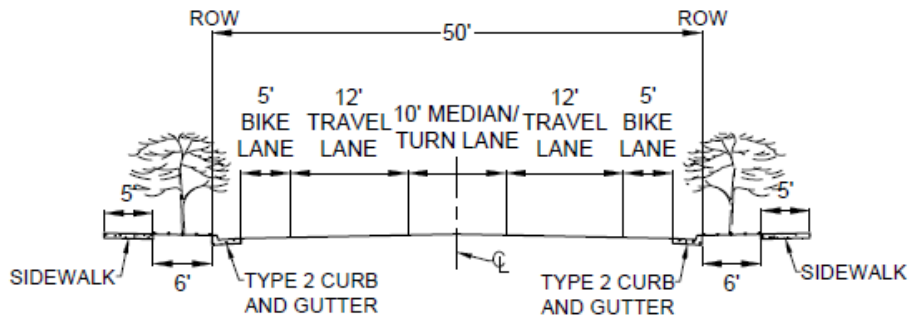 ROW
ROW
50'
5'
BIKE
LANE
12'
TRAVEL
LANE
10' MEDIAN/
TURN LANE
12'
TRAVEL
LANE
5'
BIKE
LANE
5'
5'
SIDEWALK
6'
TYPE 2 CURB
AND GUTTER
℄
TYPE 2 CURB
AND GUTTER
6'
SIDEWALK